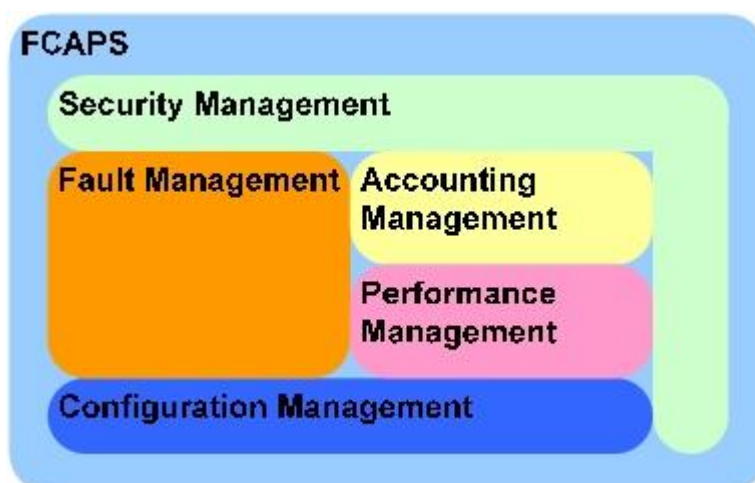 FCAPS
Security Management
Fault Management
Accounting
Management
Performance
Management
Configuration Management